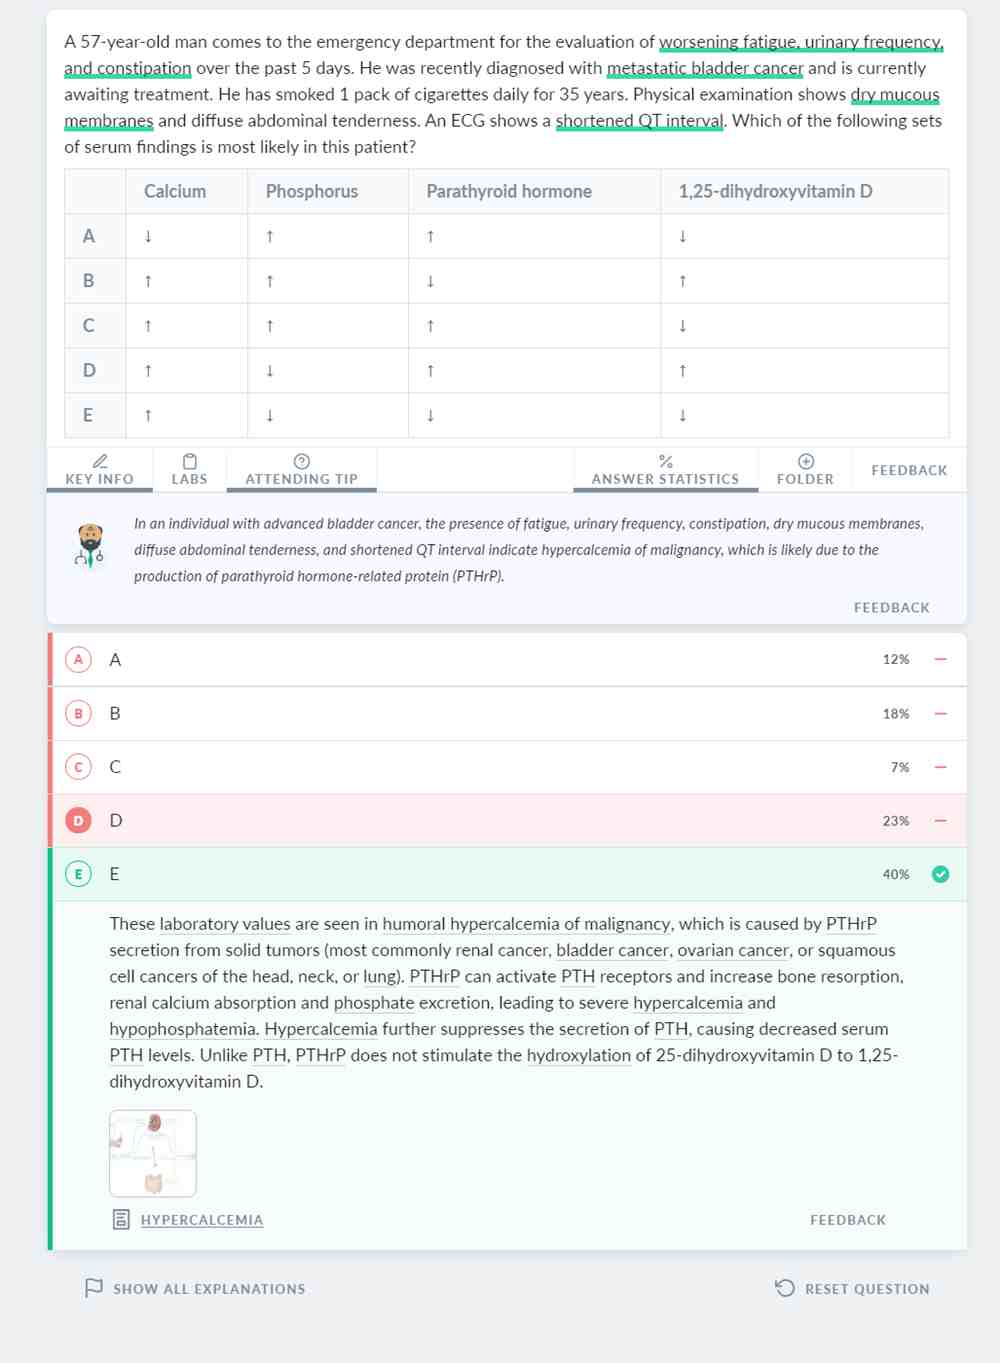 A 57-year-old man comes to the emergency department for the evaluation of worsening fatigue, urinary frequency,
and constipation over the past 5 days. He was recently diagnosed with metastatic bladder cancer and is currently
awaiting treatment. He has smoked 1 pack of cigarettes daily for 35 years. Physical examination shows dry mucous
membranes and diffuse abdominal tenderness. An ECG shows a shortened QT interval. Which of the following sets
of serum findings is most likely in this patient?
Calcium Phosphorus Parathyroid hormone 1,25-dihydroxyvitamin D
A ↓ ↑ ↑ ↓
B ↑ ↑ ↓ ↑
C ↑ ↑ ↑ ↓
D ↑ ↓ ↑ ↑
E ↑ ↓ ↓ ↓
KEY INFO LABS ATTENDING TIP ANSWER STATISTICS FOLDER FEEDBACK
In an individual with advanced bladder cancer, the presence of fatigue, urinary frequency, constipation, dry mucous membranes,
diffuse abdominal tenderness, and shortened QT interval indicate hypercalcemia of malignancy, which is likely due to the
production of parathyroid hormone-related protein (PTHrP).
FEEDBACK
A A 12%
B B 18%
C C 7%
D D 23%
E E 40%
These laboratory values are seen in humoral hypercalcemia of malignancy, which is caused by PTHrP
secretion from solid tumors (most commonly renal cancer, bladder cancer, ovarian cancer, or squamous
cell cancers of the head, neck, or lung). PTHrP can activate PTH receptors and increase bone resorption,
renal calcium absorption and phosphate excretion, leading to severe hypercalcemia and
hypophosphatemia. Hypercalcemia further suppresses the secretion of PTH, causing decreased serum
PTH levels. Unlike PTH, PTHrP does not stimulate the hydroxylation of 25-dihydroxyvitamin D to 1,25-
dihydroxyvitamin D.
HYPERCALCEMIA FEEDBACK
SHOW ALL EXPLANATIONS RESET QUESTION